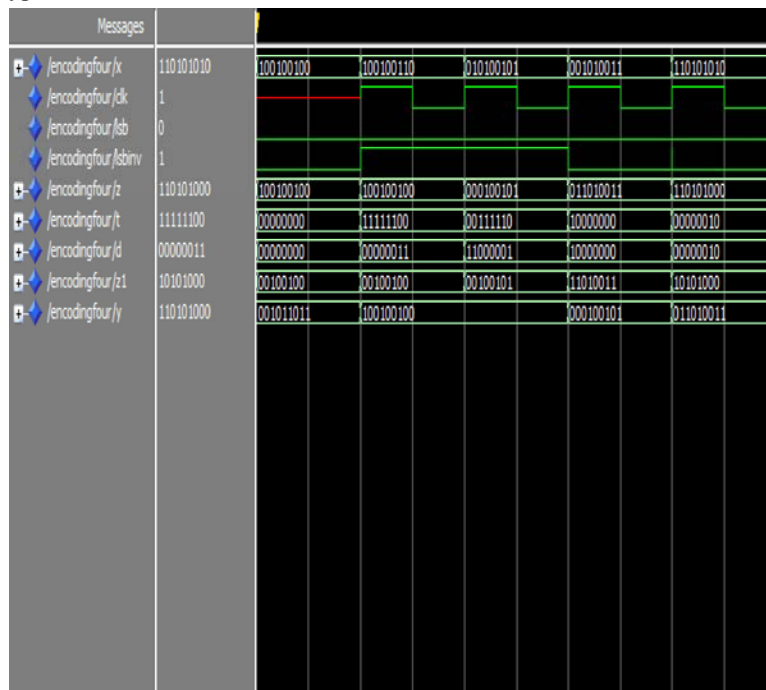 Messages
/encodingfour/x 110101010 100100100 100100110 010100101 001010011 110101010
/encodingfour/clk 1
/encodingfour/lsb 0
/encodingfour/lsbinv 1
/encodingfour/z 110101000 100100100 100100100 000100101 011010011 110101000
/encodingfour/t 11111100 00000000 11111100 00111110 10000000 00000010
/encodingfour/d 00000011 00000000 00000011 11000001 10000000 00000010
/encodingfour/z1 10101000 00100100 00100100 00100101 11010011 10101000
/encodingfour/y 110101000 001011011 100100100 000100101 011010011